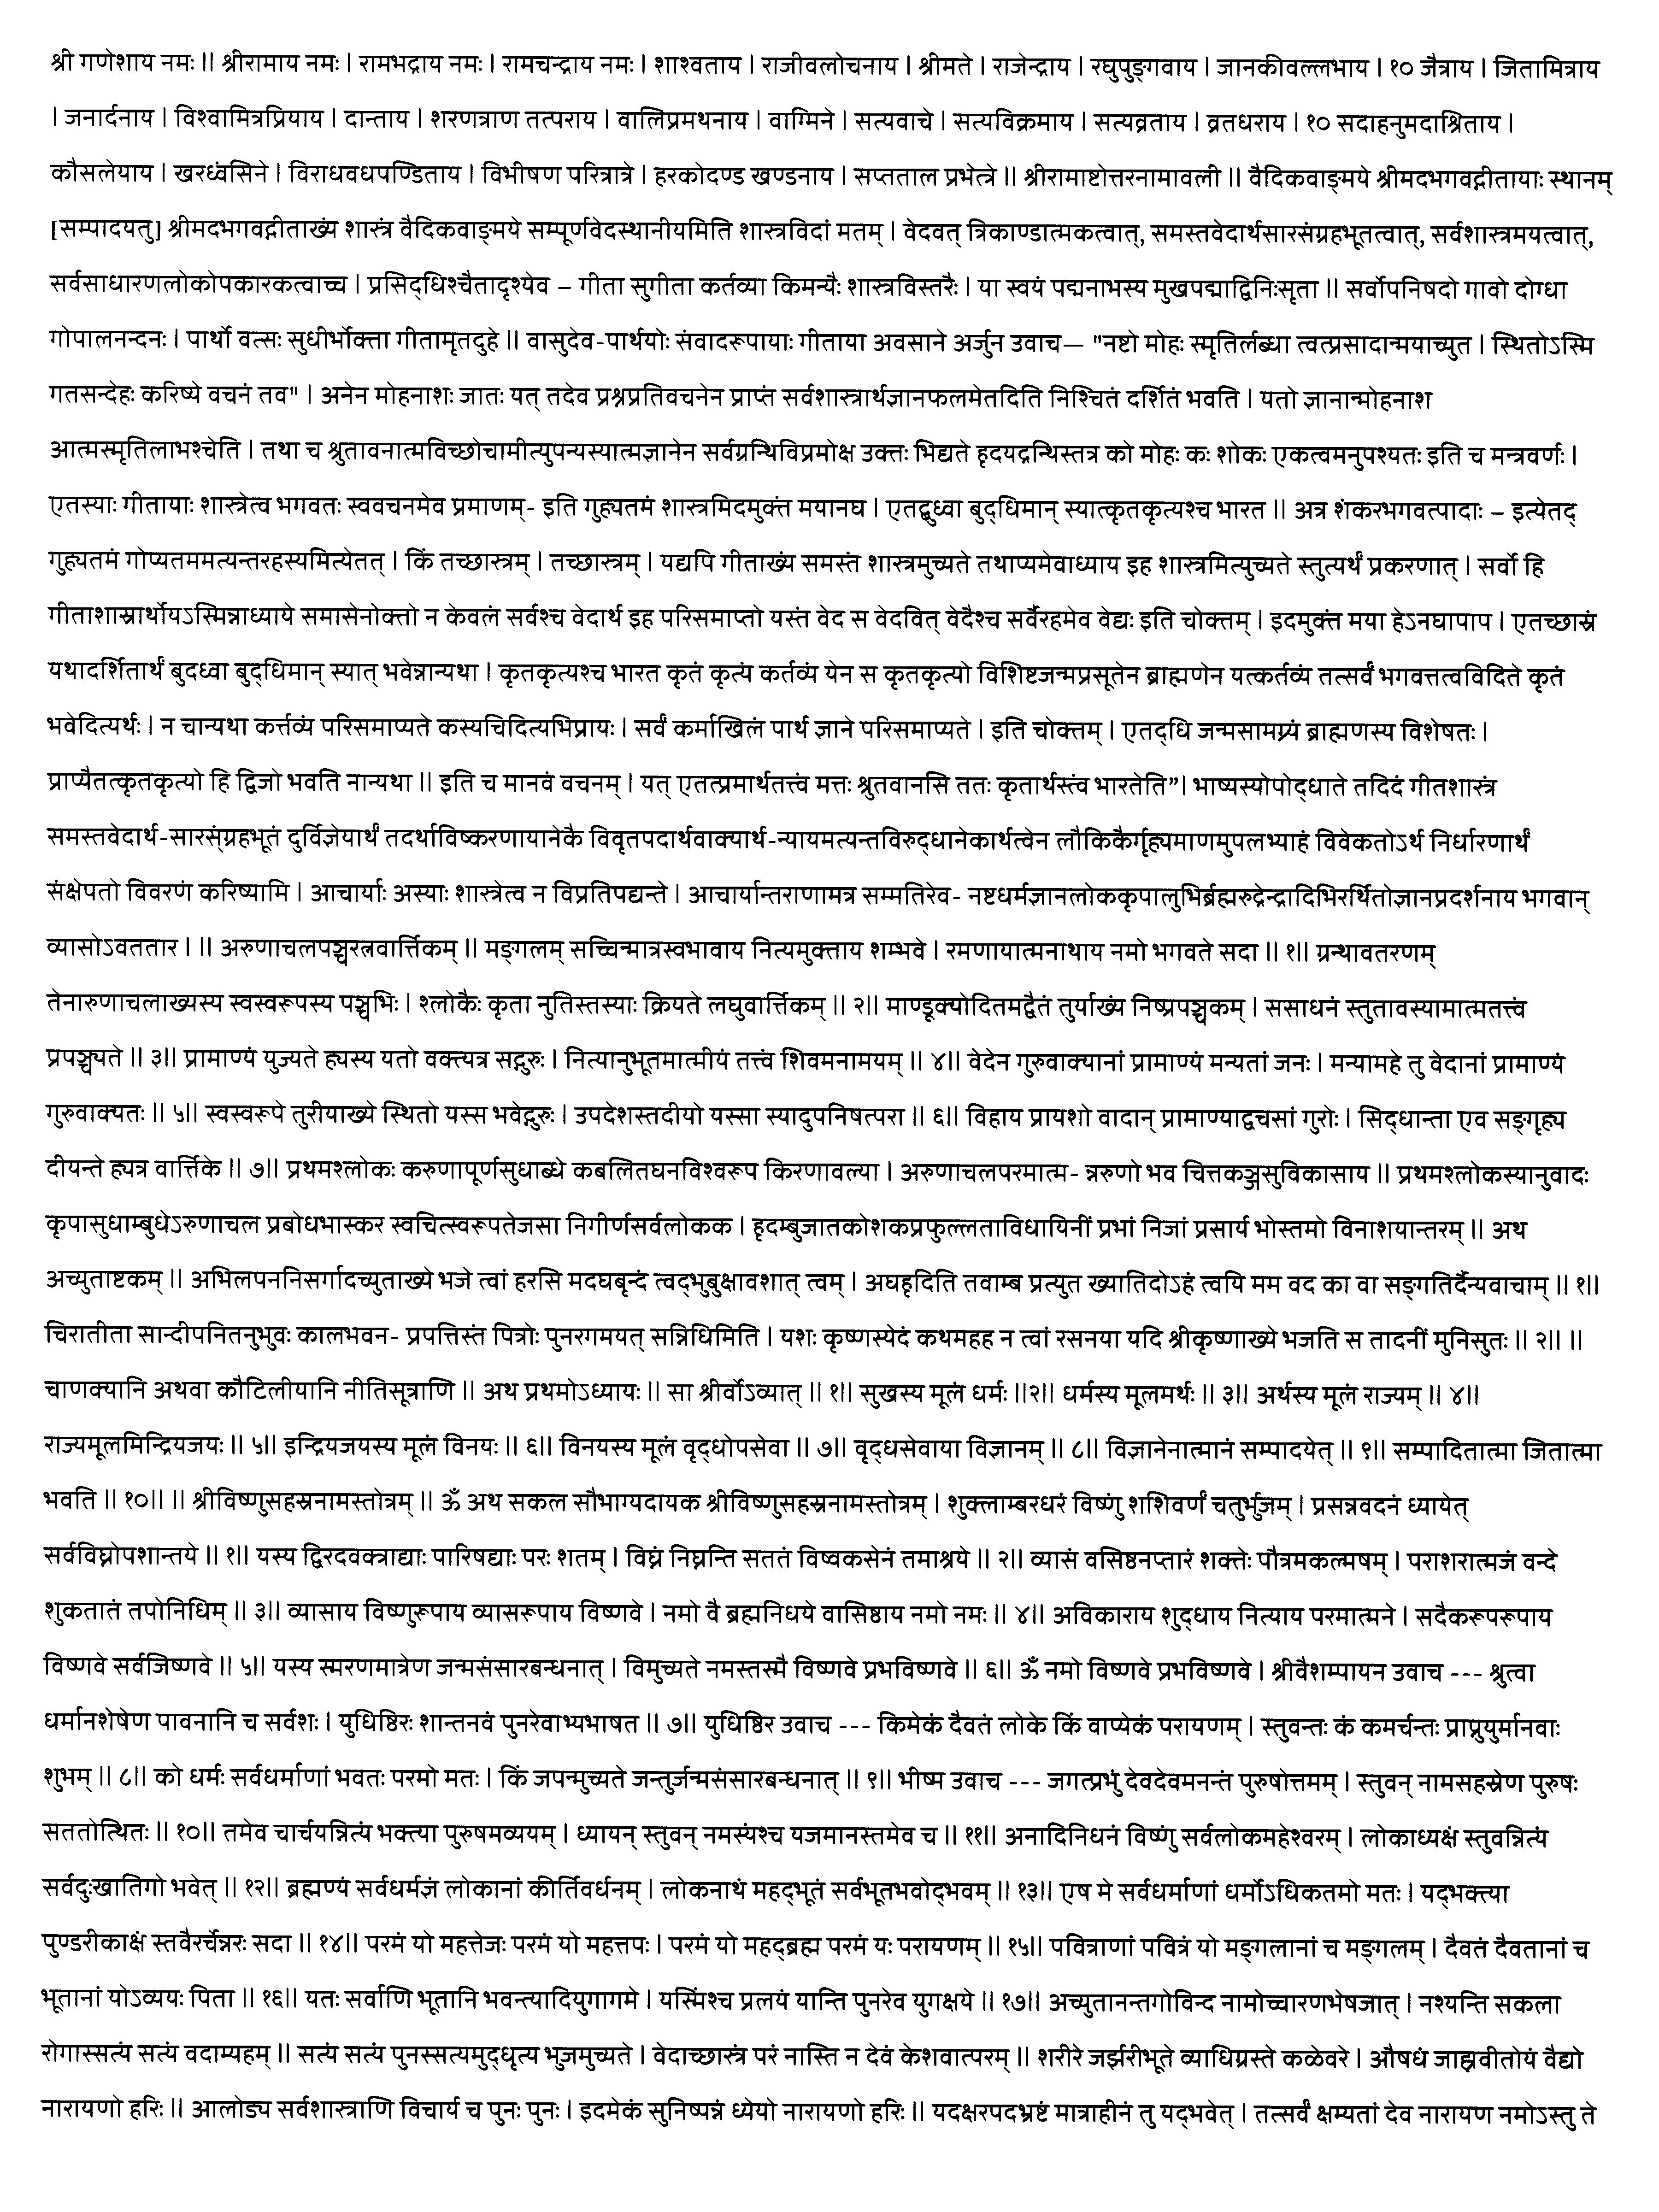 श्री गणेशाय नमः ॥ श्रीरामाय नमः । रामभद्राय नमः । रामचन्द्राय नमः । शाश्वताय । राजीवलोचनाय । श्रीमते । राजेन्द्राय । रघुपुङ्गवाय । जानकीवल्लभाय । १० जैत्राय । जितामित्राय
। जनार्दनाय । विश्वामित्रप्रियाय । दान्ताय । शरणत्राण तत्पराय । वालिप्रमथनाय । वाग्मिने । सत्यवाचे । सत्यविक्रमाय । सत्यव्रताय । व्रतधराय । १० सदाहनुमदाश्रिताय ।
कौसलेयाय । खरध्वंसिने । विराधवधपण्डिताय । विभीषण परित्रात्रे । हरकोदण्ड खण्डनाय । सप्तताल प्रभेत्त्रे ॥ श्रीरामाष्टोत्तरनामावली ॥ वैदिकवाङ्मये श्रीमदभगवद्गीतायाः स्थानम्
[सम्पादयतु] श्रीमदभगवद्गीताख्यं शास्त्रं वैदिकवाङ्मये सम्पूर्णवेदस्थानीयमिति शास्त्रविदां मतम् । वेदवत् त्रिकाण्डात्मकत्वात्, समस्तवेदार्थसारसंग्रहभूतत्वात्, सर्वशास्त्रमयत्वात्,
सर्वसाधारणलोकोपकारकत्वाच्च । प्रसिद्धिश्चैतादृश्येव – गीता सुगीता कर्तव्या किमन्यैः शास्त्रविस्तरैः । या स्वयं पद्मनाभस्य मुखपद्माद्विनिःसृता ॥ सर्वोपनिषदो गावो दोग्धा
गोपालनन्दनः । पार्थो वत्सः सुधीर्भोक्ता गीतामृतदुहे ॥ वासुदेव-पार्थयोः संवादरूपायाः गीताया अवसाने अर्जुन उवाच— "नष्टो मोहः स्मृतिर्लब्धा त्वत्प्रसादान्मयाच्युत । स्थितोऽस्मि
गतसन्देहः करिष्ये वचनं तव" । अनेन मोहनाशः जातः यत् तदेव प्रश्नप्रतिवचनेन प्राप्तं सर्वशास्त्रार्थज्ञानफलमेतदिति निश्चितं दर्शितं भवति । यतो ज्ञानान्मोहनाश
आत्मस्मृतिलाभश्चेति । तथा च श्रुतावनात्मविच्छोचामीत्युपन्यस्यात्मज्ञानेन सर्वग्रन्थिविप्रमोक्ष उक्तः भिद्यते हृदयद्रन्थिस्तत्र को मोहः कः शोकः एकत्वमनुपश्यतः इति च मन्त्रवर्णः ।
एतस्याः गीतायाः शास्त्रेत्व भगवतः स्ववचनमेव प्रमाणम्- इति गुह्यतमं शास्त्रमिदमुक्तं मयानघ । एतद्बुध्वा बुद्धिमान् स्यात्कृतकृत्यश्च भारत ॥ अत्र शंकरभगवत्पादाः – इत्येतद्
गुह्यतमं गोप्यतममत्यन्तरहस्यमित्येतत् । किं तच्छास्त्रम् । तच्छास्त्रम् । यद्यपि गीताख्यं समस्तं शास्त्रमुच्यते तथाप्यमेवाध्याय इह शास्त्रमित्युच्यते स्तुत्यर्थं प्रकरणात् । सर्वो हि
गीताशास्रार्थोयऽस्मिन्नाध्याये समासेनोक्तो न केवलं सर्वश्च वेदार्थ इह परिसमाप्तो यस्तं वेद स वेदवित् वेदैश्च सर्वैरहमेव वेद्यः इति चोक्तम् । इदमुक्तं मया हेऽनघापाप । एतच्छास्रं
यथादर्शितार्थं बुदध्वा बुद्धिमान् स्यात् भवेन्नान्यथा । कृतकृत्यश्च भारत कृतं कृत्यं कर्तव्यं येन स कृतकृत्यो विशिष्टजन्मप्रसूतेन ब्राह्मणेन यत्कर्तव्यं तत्सर्वं भगवत्तत्वविदिते कृतं
भवेदित्यर्थः । न चान्यथा कर्त्तव्यं परिसमाप्यते कस्यचिदित्यभिप्रायः । सर्वं कर्माखिलं पार्थ ज्ञाने परिसमाप्यते । इति चोक्तम् । एतद्धि जन्मसामग्र्यं ब्राह्मणस्य विशेषतः ।
प्राप्यैतत्कृतकृत्यो हि द्विजो भवति नान्यथा ॥ इति च मानवं वचनम् । यत् एतत्प्रमार्थतत्त्वं मत्तः श्रुतवानसि ततः कृतार्थस्त्वं भारतेति”। भाष्यस्योपोद्धाते तदिदं गीतशास्त्रं
समस्तवेदार्थ-सारसंग्रहभूतं दुर्विज्ञेयार्थं तदर्थाविष्करणायानेकै विवृतपदार्थवाक्यार्थ-न्यायमत्यन्तविरुद्धानेकार्थत्वेन लौकिकैर्गृह्यमाणमुपलभ्याहं विवेकतोऽर्थ निर्धारणार्थं
संक्षेपतो विवरणं करिष्यामि । आचार्याः अस्याः शास्त्रेत्व न विप्रतिपद्यन्ते । आचार्यान्तराणामत्र सम्मतिरेव- नष्टधर्मज्ञानलोककृपालुभिर्ब्रह्मरुद्रेन्द्रादिभिरर्थितोज्ञानप्रदर्शनाय भगवान्
व्यासोऽवततार । ॥ अरुणाचलपञ्चरत्नवार्त्तिकम् ॥ मङ्गलम् सच्चिन्मात्रस्वभावाय नित्यमुक्ताय शम्भवे । रमणायात्मनाथाय नमो भगवते सदा ॥ १॥ ग्रन्थावतरणम्
तेनारुणाचलाख्यस्य स्वस्वरूपस्य पञ्चभिः । श्लोकैः कृता नुतिस्तस्याः क्रियते लघुवार्त्तिकम् ॥ २॥ माण्डूक्योदितमद्वैतं तुर्याख्यं निष्प्रपञ्चकम् । ससाधनं स्तुतावस्यामात्मतत्त्वं
प्रपञ्च्यते ॥ ३॥ प्रामाण्यं युज्यते ह्यस्य यतो वक्त्यत्र सद्गुरुः । नित्यानुभूतमात्मीयं तत्त्वं शिवमनामयम् ॥ ४॥ वेदेन गुरुवाक्यानां प्रामाण्यं मन्यतां जनः । मन्यामहे तु वेदानां प्रामाण्यं
गुरुवाक्यतः ॥ ५॥ स्वस्वरूपे तुरीयाख्ये स्थितो यस्स भवेद्गुरुः । उपदेशस्तदीयो यस्सा स्यादुपनिषत्परा ॥ ६॥ विहाय प्रायशो वादान् प्रामाण्याद्वचसां गुरोः । सिद्धान्ता एव सङ्गृह्य
दीयन्ते ह्यत्र वार्त्तिके ॥ ७॥ प्रथमश्लोकः करुणापूर्णसुधाब्धे कबलितघनविश्वरूप किरणावल्या । अरुणाचलपरमात्म- न्नरुणो भव चित्तकञ्जसुविकासाय ॥ प्रथमश्लोकस्यानुवादः
कृपासुधाम्बुधेऽरुणाचल प्रबोधभास्कर स्वचित्स्वरूपतेजसा निगीर्णसर्वलोकक । हृदम्बुजातकोशकप्रफुल्लताविधायिनीं प्रभां निजां प्रसार्य भोस्तमो विनाशयान्तरम् ॥ अथ
अच्युताष्टकम् ॥ अभिलपननिसर्गादच्युताख्ये भजे त्वां हरसि मदघबृन्दं त्वद्भुबुक्षावशात् त्वम् । अघहृदिति तवाम्ब प्रत्युत ख्यातिदोऽहं त्वयि मम वद का वा सङ्गतिर्दैन्यवाचाम् ॥ १॥
चिरातीता सान्दीपनितनुभुवः कालभवन- प्रपत्तिस्तं पित्रोः पुनरगमयत् सन्निधिमिति । यशः कृष्णस्येदं कथमहह न त्वां रसनया यदि श्रीकृष्णाख्ये भजति स तादनीं मुनिसुतः ॥ २॥ ॥
चाणक्यानि अथवा कौटिलीयानि नीतिसूत्राणि ॥ अथ प्रथमोऽध्यायः ॥ सा श्रीर्वोऽव्यात् ॥ १॥ सुखस्य मूलं धर्मः ॥२॥ धर्मस्य मूलमर्थः ॥ ३॥ अर्थस्य मूलं राज्यम् ॥ ४॥
राज्यमूलमिन्द्रियजयः ॥ ५॥ इन्द्रियजयस्य मूलं विनयः ॥ ६॥ विनयस्य मूलं वृद्धोपसेवा ॥ ७॥ वृद्धसेवाया विज्ञानम् ॥ ८॥ विज्ञानेनात्मानं सम्पादयेत् ॥ ९॥ सम्पादितात्मा जितात्मा
भवति ॥ १०॥ ॥ श्रीविष्णुसहस्रनामस्तोत्रम् ॥ ॐ अथ सकल सौभाग्यदायक श्रीविष्णुसहस्रनामस्तोत्रम् । शुक्लाम्बरधरं विष्णुं शशिवर्णं चतुर्भुजम् । प्रसन्नवदनं ध्यायेत्
सर्वविघ्नोपशान्तये ॥ १॥ यस्य द्विरदवक्त्राद्याः पारिषद्याः परः शतम् । विघ्नं निघ्नन्ति सततं विष्वकसेनं तमाश्रये ॥ २॥ व्यासं वसिष्ठनप्तारं शक्तेः पौत्रमकल्मषम् । पराशरात्मजं वन्दे
शुकतातं तपोनिधिम् ॥ ३॥ व्यासाय विष्णुरूपाय व्यासरूपाय विष्णवे । नमो वै ब्रह्मनिधये वासिष्ठाय नमो नमः ॥ ४॥ अविकाराय शुद्धाय नित्याय परमात्मने । सदैकरूपरूपाय
विष्णवे सर्वजिष्णवे ॥ ५॥ यस्य स्मरणमात्रेण जन्मसंसारबन्धनात् । विमुच्यते नमस्तस्मै विष्णवे प्रभविष्णवे ॥ ६॥ ॐ नमो विष्णवे प्रभविष्णवे । श्रीवैशम्पायन उवाच --- श्रुत्वा
धर्मानशेषेण पावनानि च सर्वशः । युधिष्ठिरः शान्तनवं पुनरेवाभ्यभाषत ॥ ७॥ युधिष्ठिर उवाच --- किमेकं दैवतं लोके किं वाप्येकं परायणम् । स्तुवन्तः कं कमर्चन्तः प्राप्नुयुर्मानवाः
शुभम् ॥ ८॥ को धर्मः सर्वधर्माणां भवतः परमो मतः । किं जपन्मुच्यते जन्तुर्जन्मसंसारबन्धनात् ॥ ९॥ भीष्म उवाच --- जगत्प्रभुं देवदेवमनन्तं पुरुषोत्तमम् । स्तुवन् नामसहस्रेण पुरुषः
सततोत्थितः ॥ १०॥ तमेव चार्चयन्नित्यं भक्त्या पुरुषमव्ययम् । ध्यायन् स्तुवन् नमस्यंश्च यजमानस्तमेव च ॥ ११॥ अनादिनिधनं विष्णुं सर्वलोकमहेश्वरम् । लोकाध्यक्षं स्तुवन्नित्यं
सर्वदुःखातिगो भवेत् ॥ १२॥ ब्रह्मण्यं सर्वधर्मज्ञं लोकानां कीर्तिवर्धनम् । लोकनाथं महद्भूतं सर्वभूतभवोद्भवम् ॥ १३॥ एष मे सर्वधर्माणां धर्मोऽधिकतमो मतः । यद्भक्त्या
पुण्डरीकाक्षं स्तवैरर्चेन्नरः सदा ॥ १४॥ परमं यो महत्तेजः परमं यो महत्तपः । परमं यो महद्ब्रह्म परमं यः परायणम् ॥ १५॥ पवित्राणां पवित्रं यो मङ्गलानां च मङ्गलम् । दैवतं दैवतानां च
भूतानां योऽव्ययः पिता ॥ १६॥ यतः सर्वाणि भूतानि भवन्त्यादियुगागमे । यस्मिंश्च प्रलयं यान्ति पुनरेव युगक्षये ॥ १७॥ अच्युतानन्तगोविन्द नामोच्चारणभेषजात् । नश्यन्ति सकला
रोगास्सत्यं सत्यं वदाम्यहम् ॥ सत्यं सत्यं पुनस्सत्यमुद्धृत्य भुजमुच्यते । वेदाच्छास्त्रं परं नास्ति न देवं केशवात्परम् ॥ शरीरे जर्झरीभूते व्याधिग्रस्ते कळेवरे । औषधं जाह्नवीतोयं वैद्यो
नारायणो हरिः ॥ आलोड्य सर्वशास्त्राणि विचार्य च पुनः पुनः । इदमेकं सुनिष्पन्नं ध्येयो नारायणो हरिः ॥ यदक्षरपदभ्रष्टं मात्राहीनं तु यद्भवेत् । तत्सर्वं क्षम्यतां देव नारायण नमोऽस्तु ते